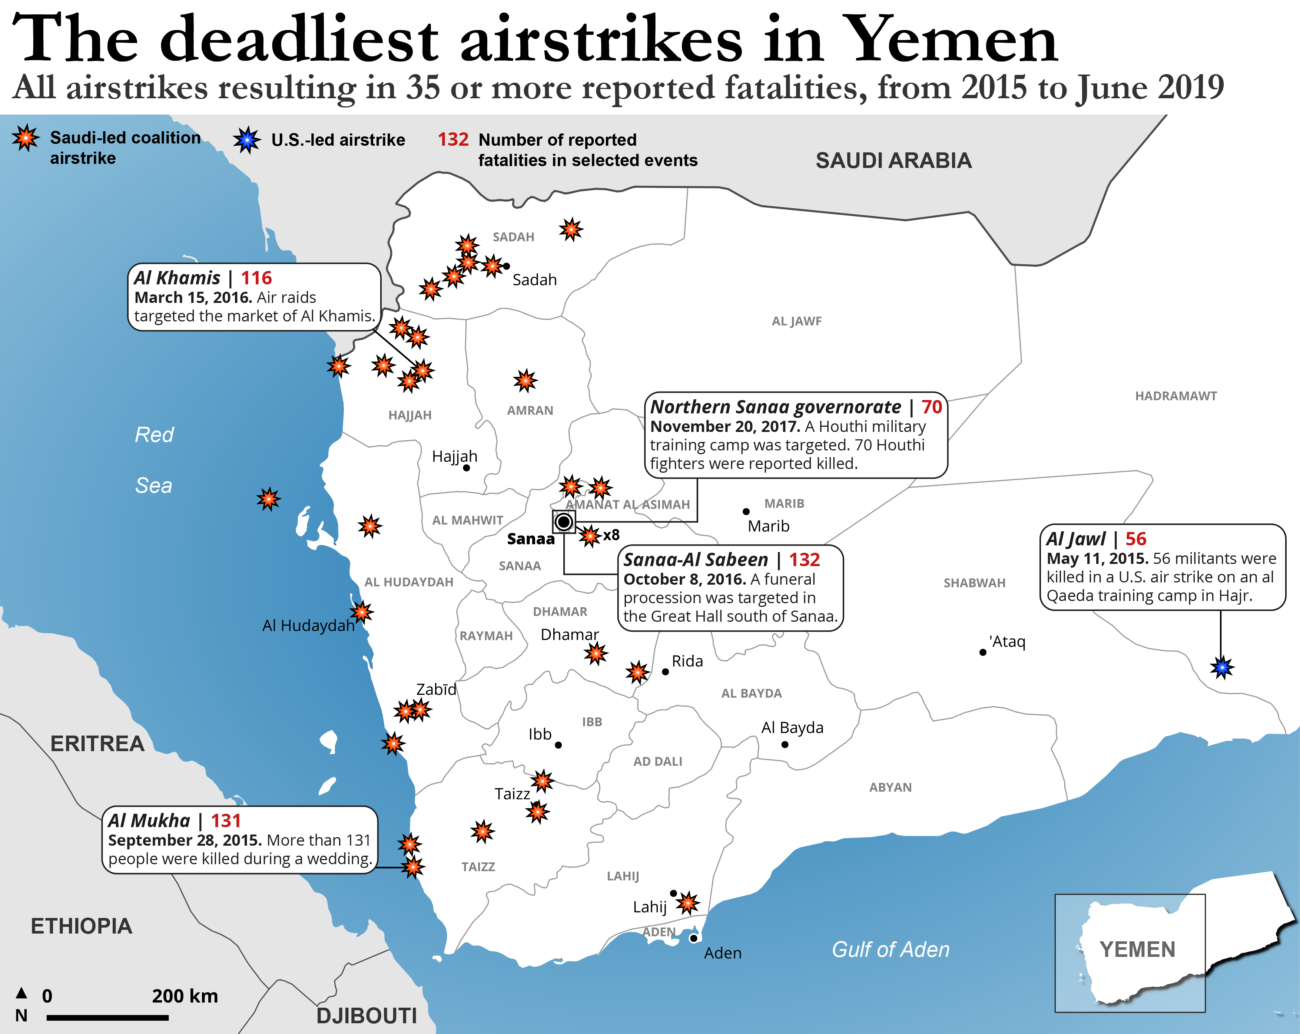 The deadliest airstrikes in Yemen
All airstrikes resulting in 35 or more reported fatalities, from 2015 to June 2019
Saudi-led coalition
airstrike
U.S.-led airstrike
132 Number of reported
fatalities in selected events
SAUDI ARABIA
SADAH
Sadah
Al Khamis | 116
March 15, 2016. Air raids
targeted the market of Al Khamis.
AL JAWF
HADRAMAWT
HAJJAH
AMRAN
Northern Sanaa governorate | 70
November 20, 2017. A Houthi military
training camp was targeted. 70 Houthi
fighters were reported killed.
Red
Sea
Hajjah
AMANAT AL ASIMAH
MARIB
Marib
AL MAHWIT
Sanaa
x8
SANAA
Al Jawl | 56
May 11, 2015. 56 militants were
killed in a U.S. air strike on an al
Qaeda training camp in Hajr.
Sanaa-Al Sabeen | 132
October 8, 2016. A funeral
procession was targeted in
the Great Hall south of Sanaa.
AL HUDAYDAH
SHABWAH
DHAMAR
Al Hudaydah
RAYMAH
Dhamar
'Ataq
Rida
Zabīd
AL BAYDA
IBB
Ibb
Al Bayda
ERITREA
AD DALI
ABYAN
Taizz
Al Mukha | 131
September 28, 2015. More than 131
people were killed during a wedding.
TAIZZ
LAHIJ
Lahij
ETHIOPIA
ADEN
Aden
Gulf of Aden
YEMEN
0 200 km
N
DJIBOUTI